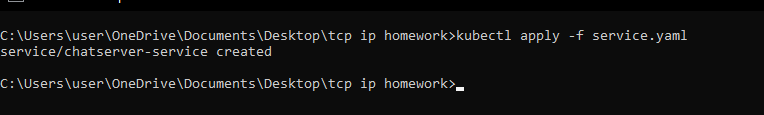 C:\Users\user\OneDrive\Documents\Desktop\tcp ip homework>kubectl apply -f service.yaml
service/chatserver-service created
C:\Users\user\OneDrive\Documents\Desktop\tcp ip homework>